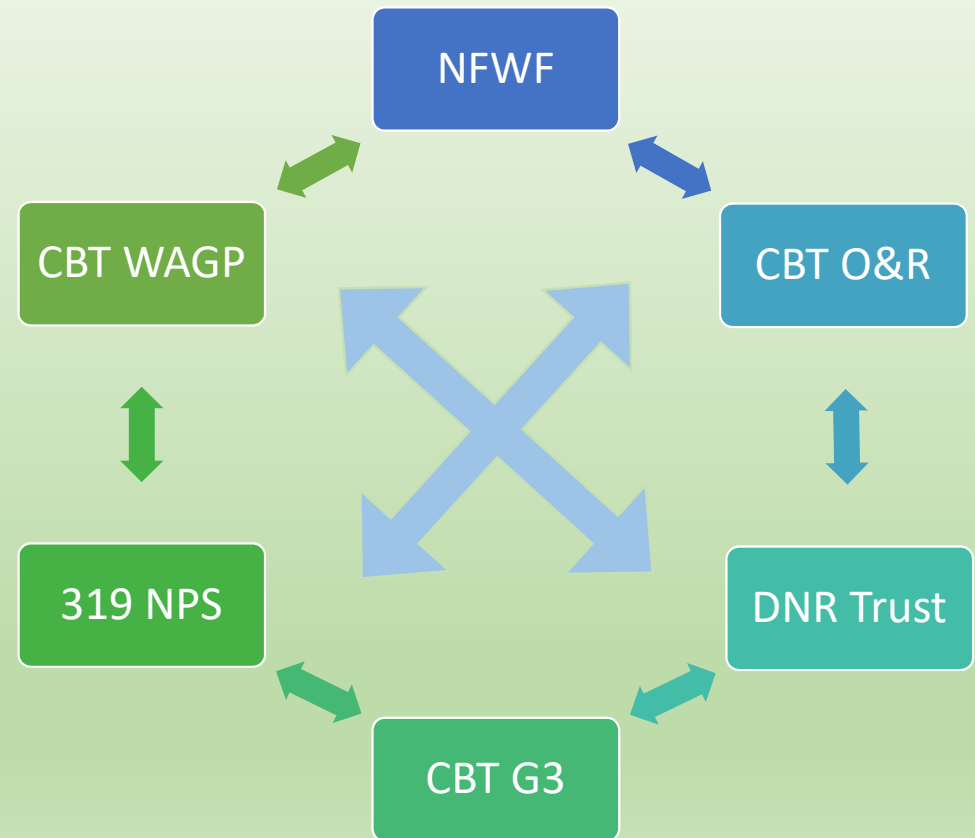 NFWF
CBT WAGP
CBT O&R
319 NPS
DNR Trust
CBT G3